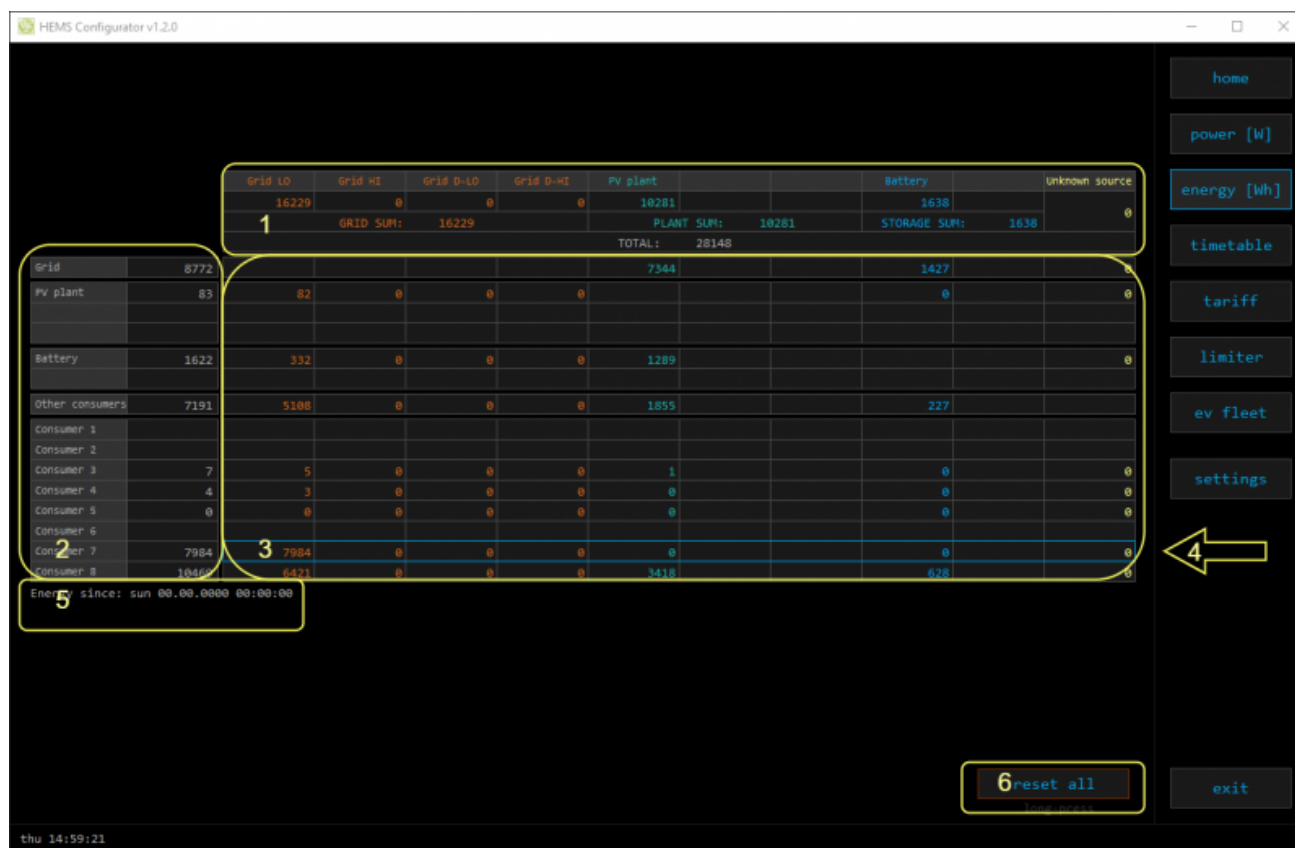 HEMS Configurator v1.2.0
home
power [W]
Grid LO Grid HI Grid D-LO Grid D-HI PV plant Battery Unknown source
energy [Wh]
16229 0 0 0 10281 1638 0
1 GRID SUM: 16229 PLANT SUM: 10281 STORAGE SUM: 1638
TOTAL: 28148
timetable
Grid 8772 7344 1427 0
PV plant 83 82 0 0 0 0 0
tariff
Battery 1622 332 0 0 0 1289 0
limiter
Other consumers 7191 5108 0 0 0 1855 227
ev fleet
Consumer 1
Consumer 2
Consumer 3 7 5 0 0 0 1 0 0
Consumer 4 4 3 0 0 0 0 0 0
settings
Consumer 5 0 0 0 0 0 0 0 0
Consumer 6
Consumer 7 2 7984 3 7984 0 0 0 0 0 0 4
Consumer 8 6421 0 0 0 3418 628 0
Energy since: sun 00.00.0000 00:00:00
5
6 reset all
long-press
exit
thu 14:59:21